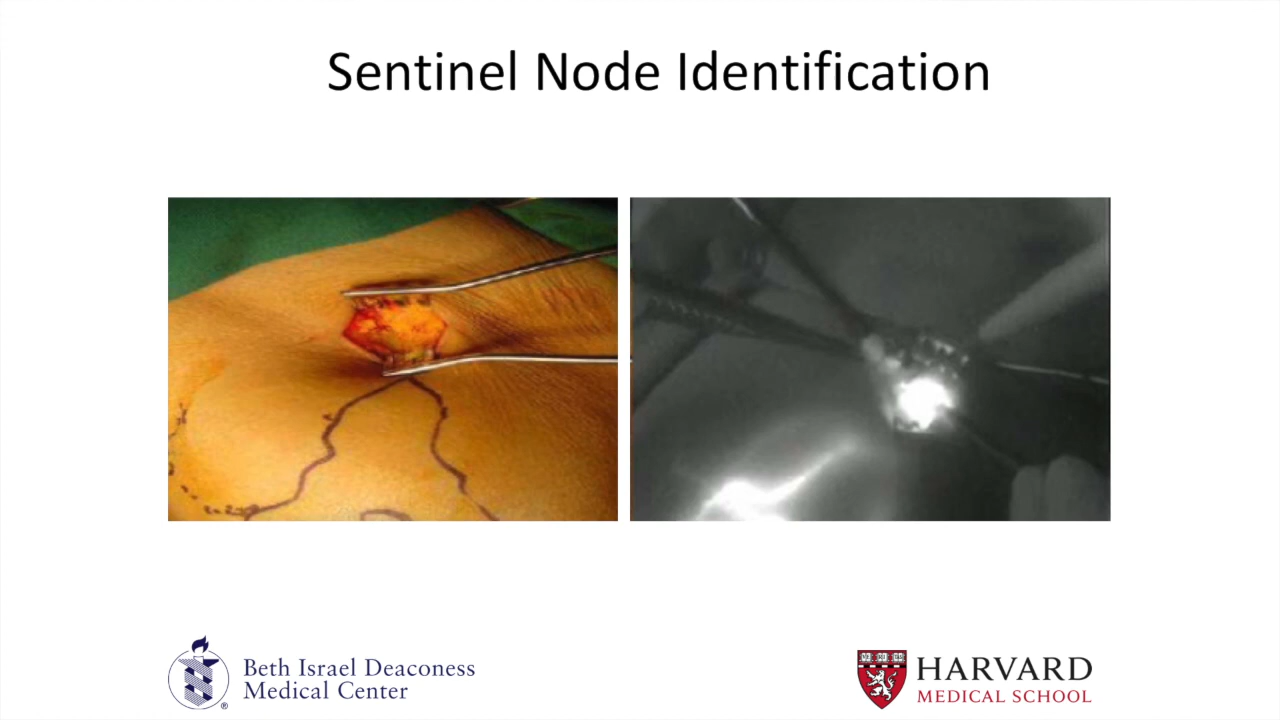 Sentinel Node Identification
Beth Israel Deaconess
Medical Center
®
HARVARD
MEDICAL SCHOOL